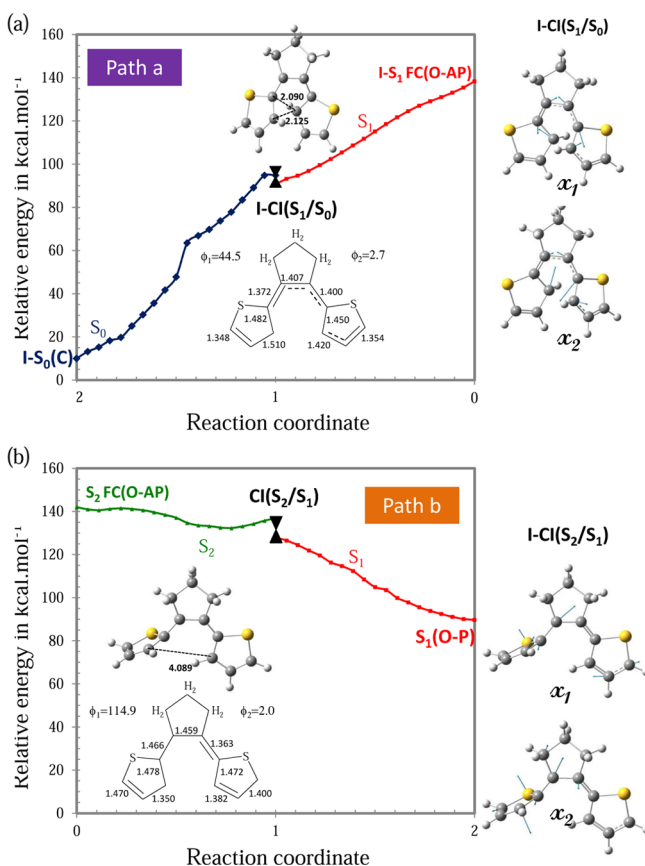 (a)
I-CI(S₁/S₀)
160
140
120
100
80
60
40
20
0
Relative energy in kcal.mol⁻¹
Path a
I-S₁ FC(O-AP)
2.090
2.125
S₁
I-CI(S₁/S₀)
H₂
ϕ₁=44.5
H₂
H₂
ϕ₂=2.7
1.407
1.372
1.400
S
S
1.482
1.450
1.348
1.510
1.420
1.354
S₀
I-S₀(C)
2
1
0
Reaction coordinate
x₁
x₂
(b)
160
140
120
100
80
60
40
20
0
Relative energy in kcal.mol⁻¹
S₂ FC(O-AP)
CI(S₂/S₁)
Path b
S₂
S₁
S₁(O-P)
4.089
H₂
ϕ₁=114.9
H₂
H₂
ϕ₂=2.0
1.459
1.466
1.363
S
S
1.478
1.472
1.470
1.350
1.382
1.400
0
1
2
Reaction coordinate
I-CI(S₂/S₁)
x₁
x₂